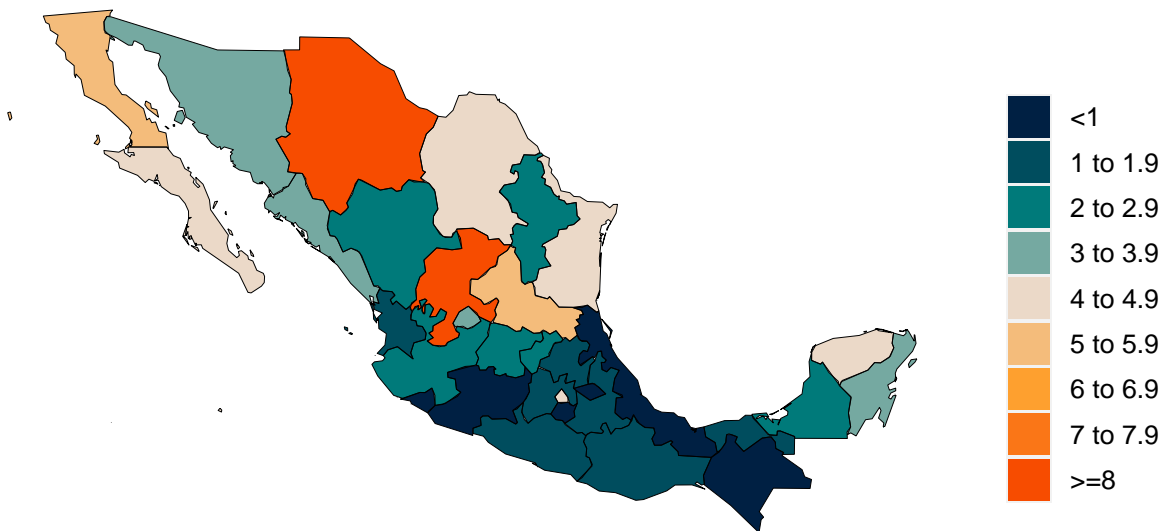 <1
1 to 1.9
2 to 2.9
3 to 3.9
4 to 4.9
5 to 5.9
6 to 6.9
7 to 7.9
>=8